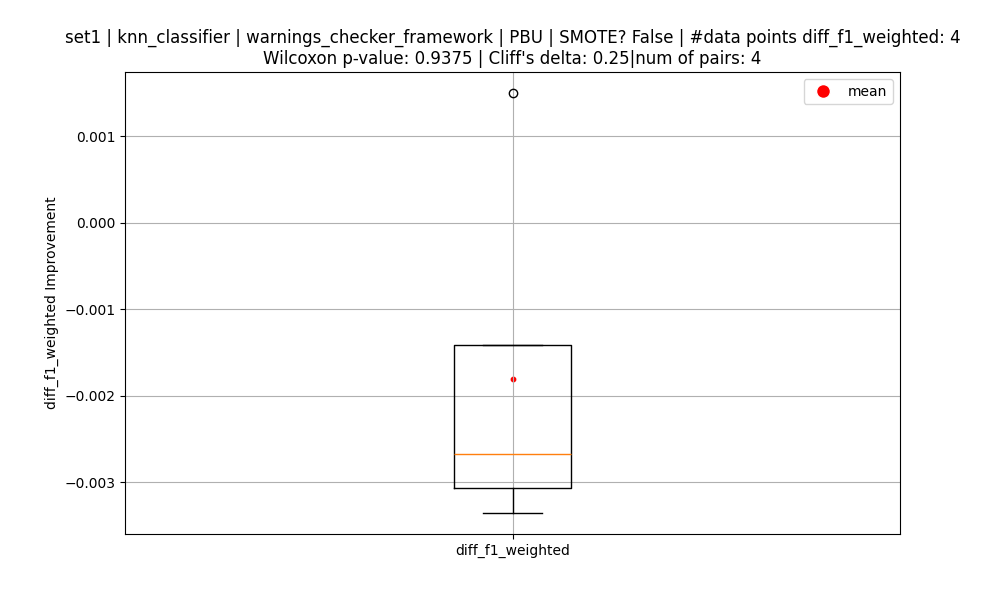 set1 | knn_classifier | warnings_checker_framework | PBU | SMOTE? False | #data points diff_f1_weighted: 4
Wilcoxon p-value: 0.9375 | Cliff's delta: 0.25|num of pairs: 4
mean
0.001
0.000
−0.001
−0.002
−0.003
diff_f1_weighted Improvement
diff_f1_weighted